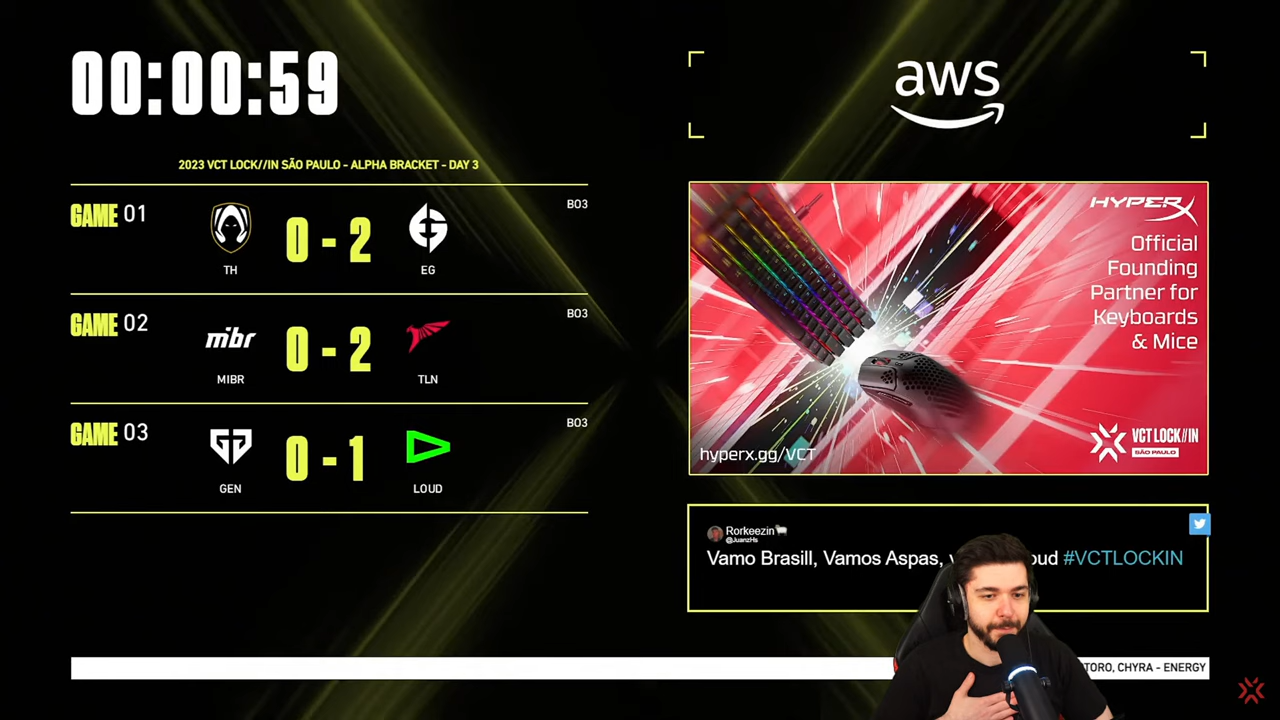 00:00:59
aws
2023 VCT LOCK//IN SÃO PAULO - ALPHA BRACKET - DAY 3
GAME 01
BO3
0 - 2
TH
EG
GAME 02
BO3
mibr
0 - 2
MIBR
TLN
GAME 03
BO3
GEN
0 - 1
GEN
LOUD
HYPERX
Official
Founding
Partner for
Keyboards
& Mice
hyperx.gg/VCT
VCT LOCK//IN
SÃO PAULO
Rorkeezin
@JuanzHs
Vamo Brasill, Vamos Aspas, oud #VCTLOCKIN
TORO, CHYRA - ENERGY